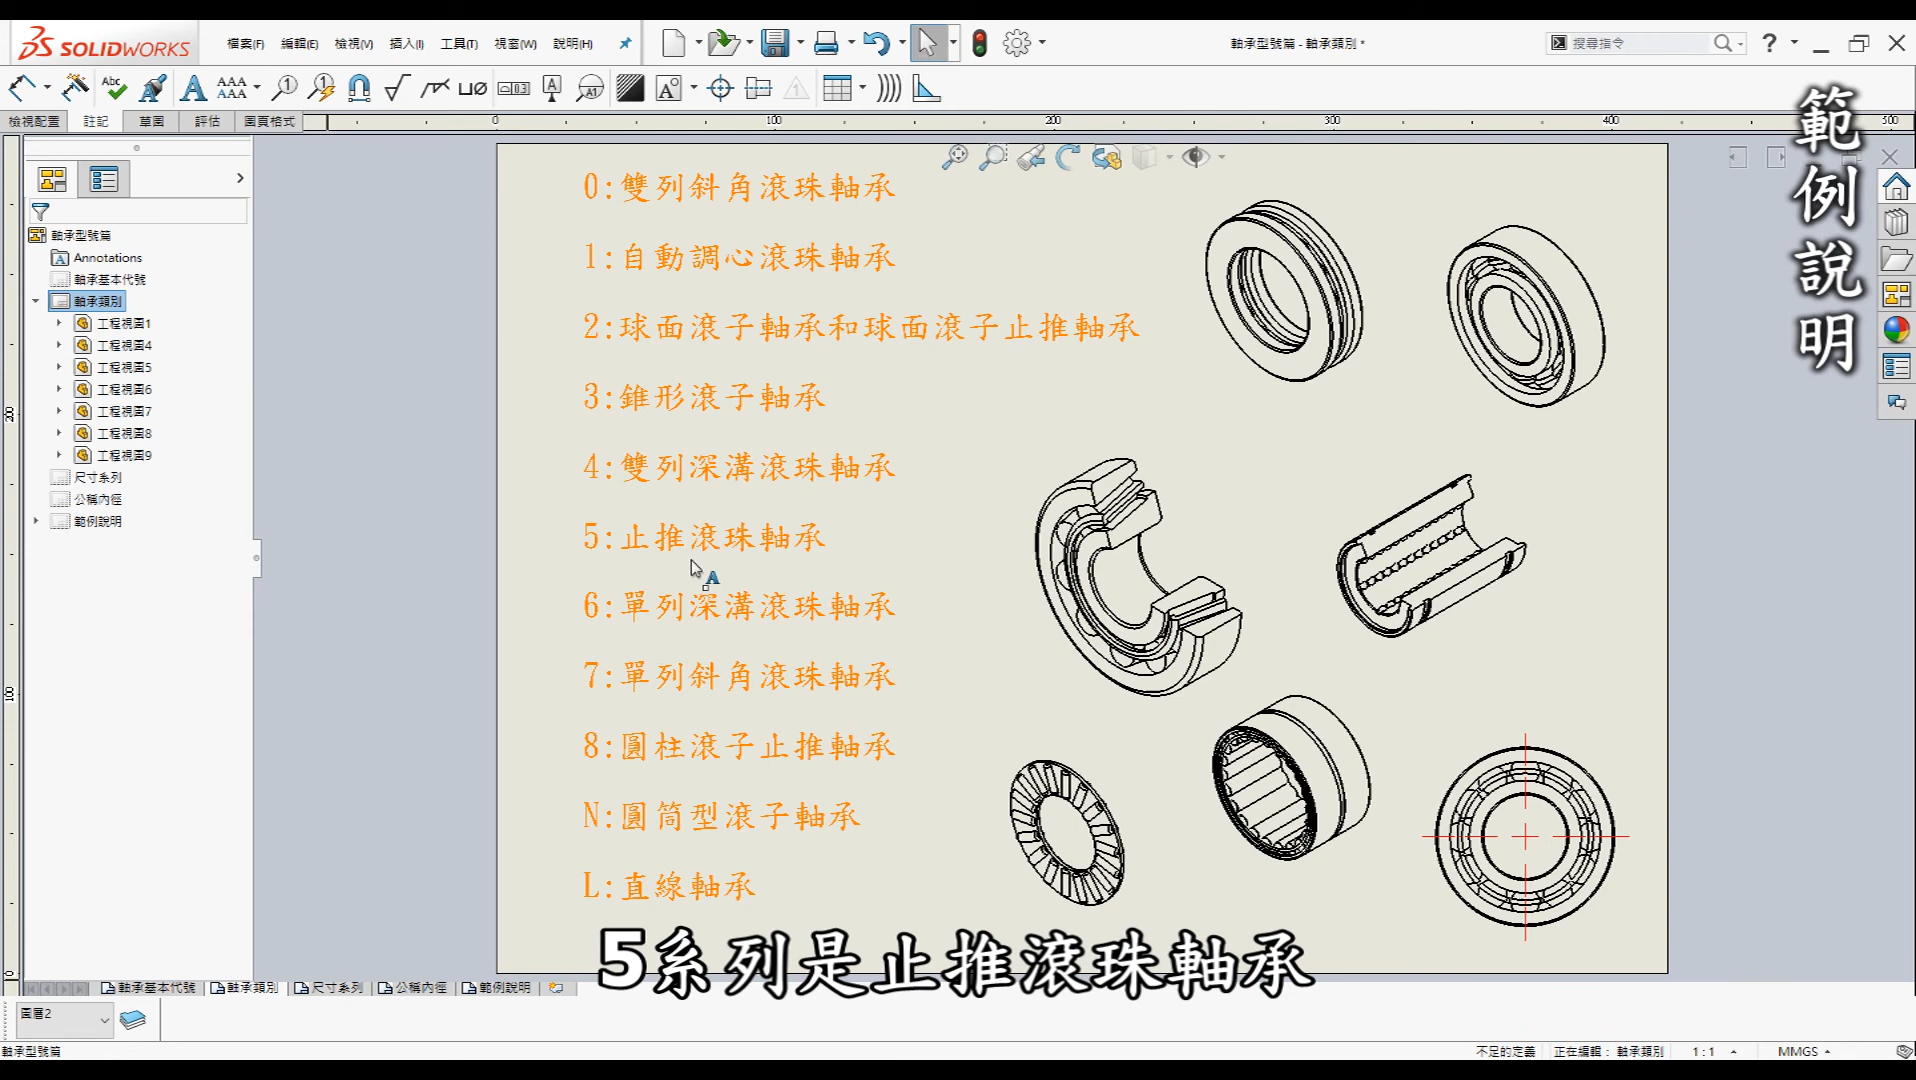 SOLIDWORKS
檔案(F) 編輯(E) 檢視(V) 插入(I) 工具(T) 視窗(W) 說明(H)
軸承型號篇 - 軸承類別 *
搜尋指令
檢視配置 註記 草圖 評估 圖頁格式
0 100 200 300 400 500
範例說明
軸承型號篇
Annotations
軸承基本代號
軸承類別
工程視圖1
工程視圖4
工程視圖5
工程視圖6
工程視圖7
工程視圖8
工程視圖9
尺寸系列
公稱內徑
範例說明
200
100
0
0:雙列斜角滾珠軸承
1:自動調心滾珠軸承
2:球面滾子軸承和球面滾子止推軸承
3:錐形滾子軸承
4:雙列深溝滾珠軸承
5:止推滾珠軸承
6:單列深溝滾珠軸承
7:單列斜角滾珠軸承
8:圓柱滾子止推軸承
N:圓筒型滾子軸承
L:直線軸承
5系列是止推滾珠軸承
軸承基本代號 軸承類別 尺寸系列 公稱內徑 範例說明
圖層2
軸承型號篇
不足的定義 正在編輯： 軸承類別 1 : 1 MMGS